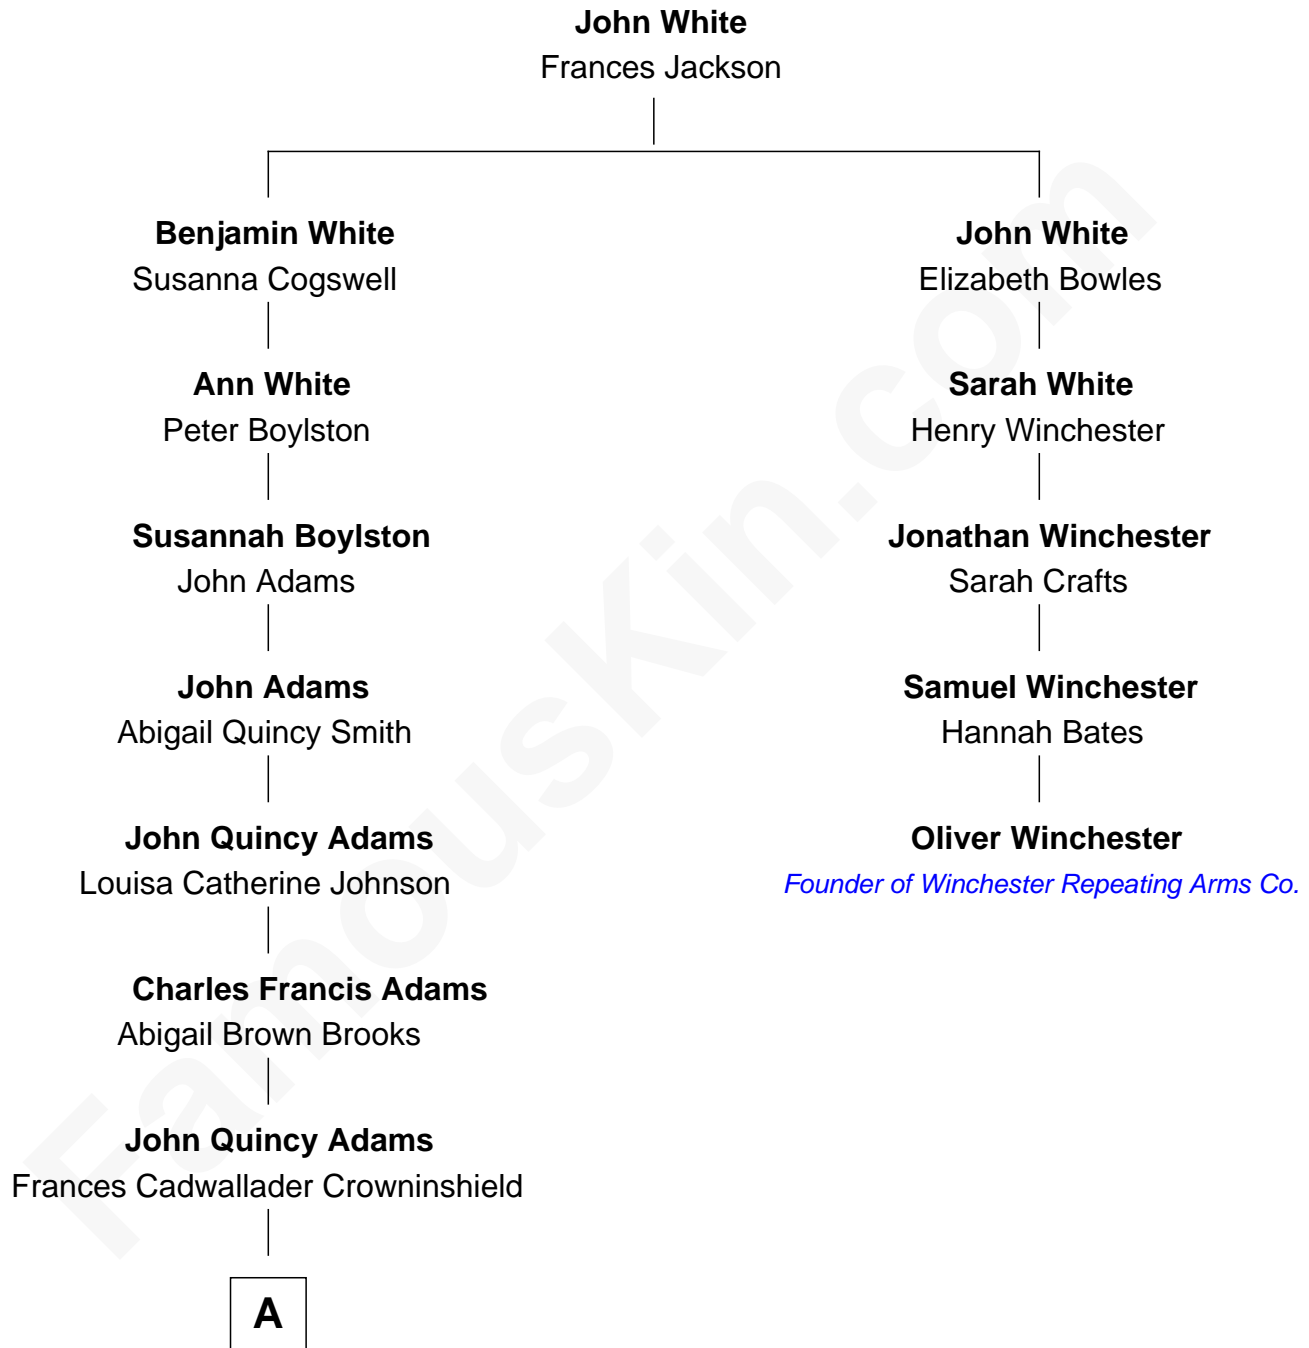 John White
Frances Jackson
Benjamin White
Susanna Cogswell
John White
Elizabeth Bowles
Ann White
Peter Boylston
Sarah White
Henry Winchester
Susannah Boylston
John Adams
Jonathan Winchester
Sarah Crafts
John Adams
Abigail Quincy Smith
Samuel Winchester
Hannah Bates
John Quincy Adams
Louisa Catherine Johnson
Oliver Winchester
Founder of Winchester Repeating Arms Co.
Charles Francis Adams
Abigail Brown Brooks
John Quincy Adams
Frances Cadwallader Crowninshield
A
FamousKin.com